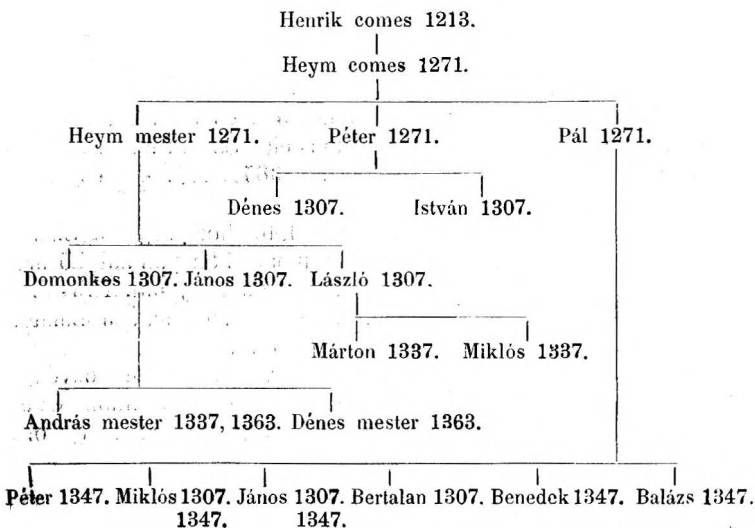 Henrik comes 1213.
Heym comes 1271.
Heym mester 1271. Péter 1271. Pál 1271.
Dénes 1307. István 1307.
Domonkos 1307. János 1307. László 1307.
Márton 1337. Miklós 1337.
András mester 1337, 1363. Dénes mester 1363.
Péter 1347. Miklós 1307. János 1307. Bertalan 1307. Benedek 1347. Balázs 1347.
1347. 1347.